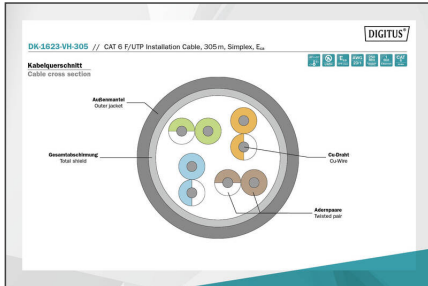 DIGITUS®
DK-1623-VH-305 // CAT 6 F/UTP Installation Cable, 305 m, Simplex, Eca
Kabelquerschnitt
Cable cross section
Außenmantel
Outer jacket
Gesamtabschirmung
Total shield
Cu-Draht
Cu-Wire
Adernpaare
Twisted pair